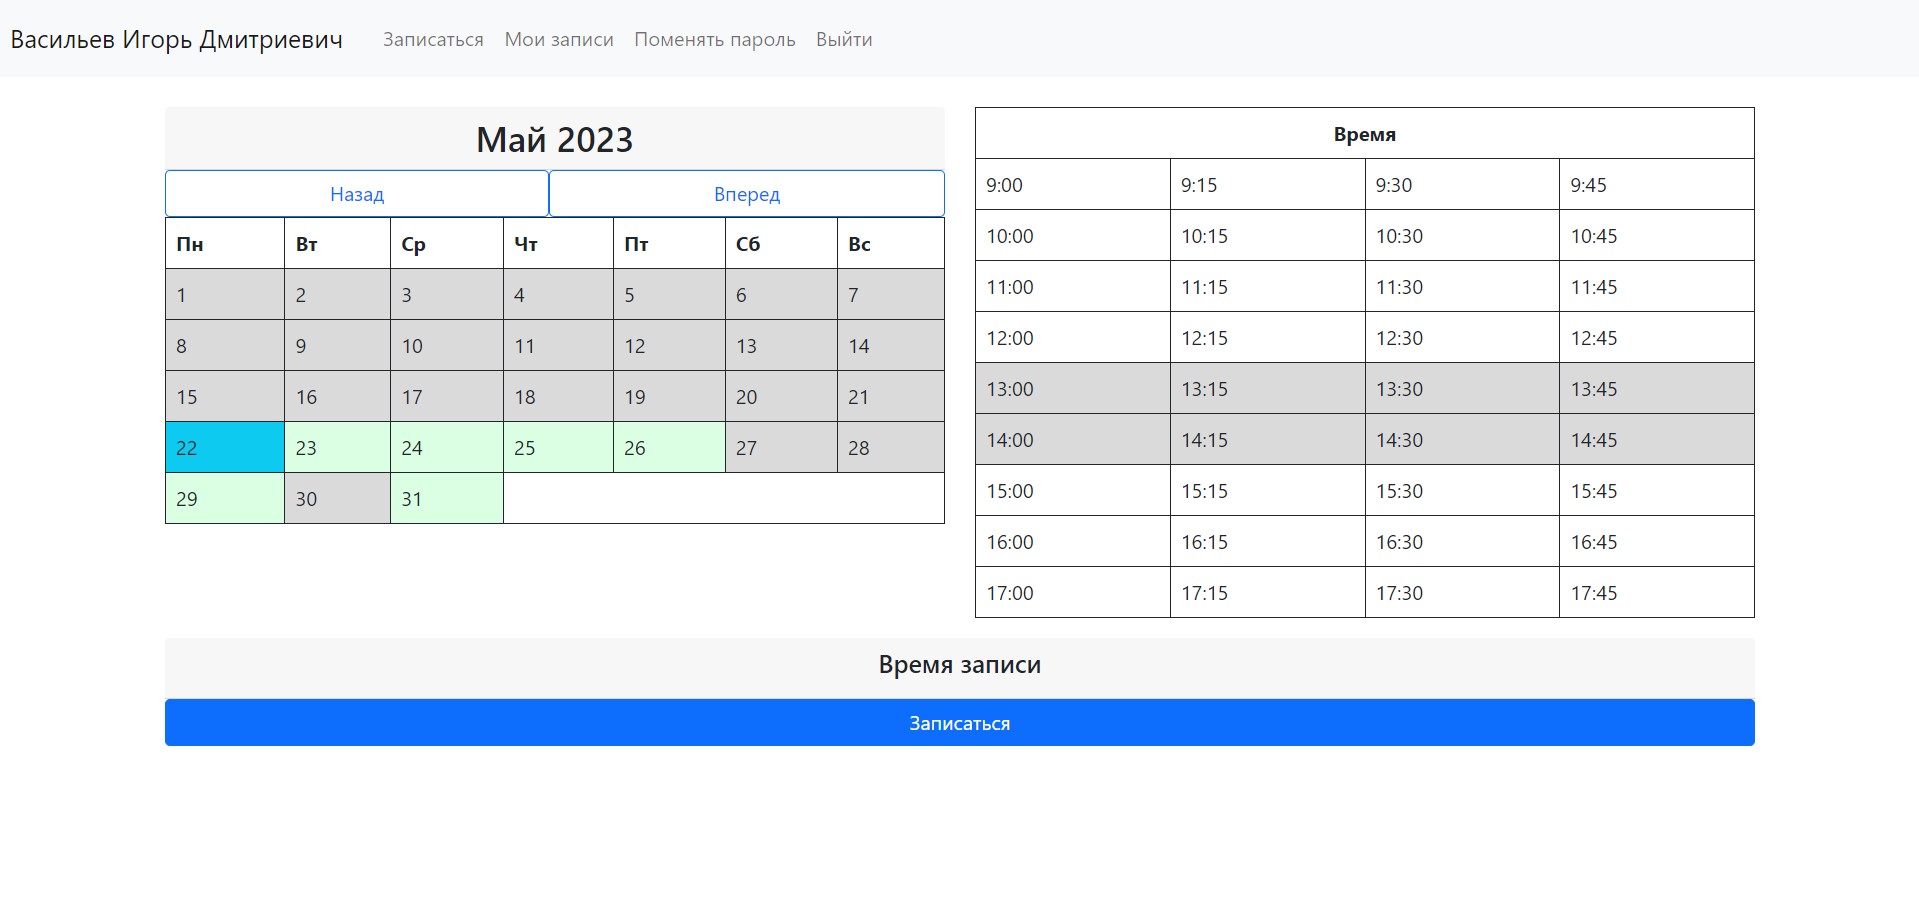 Васильев Игорь Дмитриевич Записаться Мои записи Поменять пароль Выйти
Май 2023
Назад Вперед
Пн Вт Ср Чт Пт Сб Вс
1 2 3 4 5 6 7
8 9 10 11 12 13 14
15 16 17 18 19 20 21
22 23 24 25 26 27 28
29 30 31
Время
9:00 9:15 9:30 9:45
10:00 10:15 10:30 10:45
11:00 11:15 11:30 11:45
12:00 12:15 12:30 12:45
13:00 13:15 13:30 13:45
14:00 14:15 14:30 14:45
15:00 15:15 15:30 15:45
16:00 16:15 16:30 16:45
17:00 17:15 17:30 17:45
Время записи
Записаться